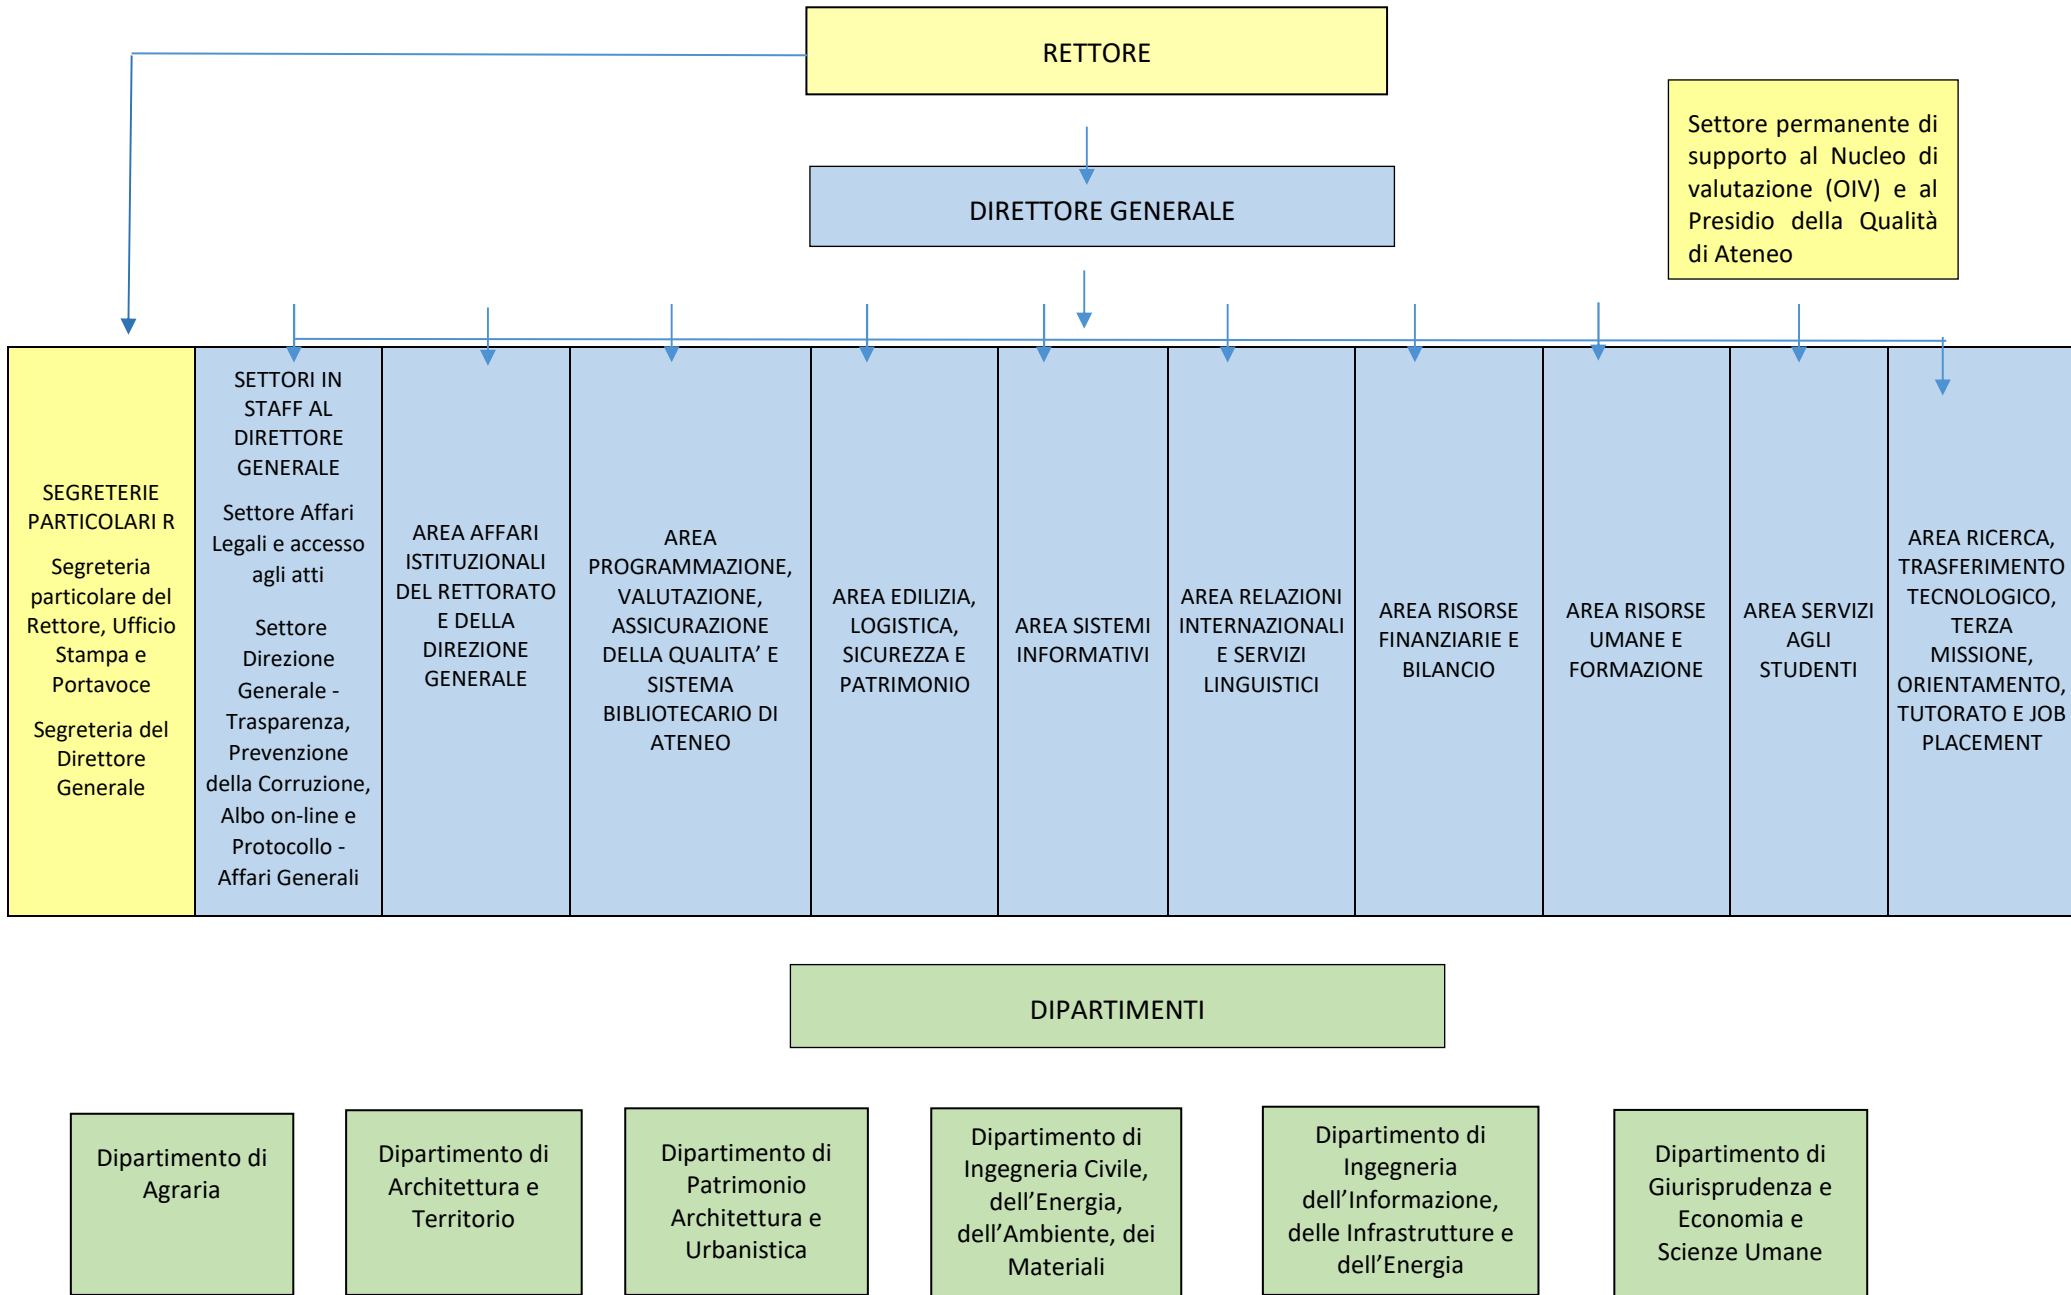 RETTORE
Settore permanente di
supporto al Nucleo di
valutazione (OIV) e al
Presidio della Qualità
di Ateneo
DIRETTORE GENERALE
SEGRETERIE
PARTICOLARI R
Segreteria
particolare del
Rettore, Ufficio
Stampa e
Portavoce
Segreteria del
Direttore
Generale
SETTORI IN
STAFF AL
DIRETTORE
GENERALE
Settore Affari
Legali e accesso
agli atti
Settore
Direzione
Generale -
Trasparenza,
Prevenzione
della Corruzione,
Albo on-line e
Protocollo -
Affari Generali
AREA AFFARI
ISTITUZIONALI
DEL RETTORATO
E DELLA
DIREZIONE
GENERALE
AREA
PROGRAMMAZIONE,
VALUTAZIONE,
ASSICURAZIONE
DELLA QUALITA’ E
SISTEMA
BIBLIOTECARIO DI
ATENEO
AREA EDILIZIA,
LOGISTICA,
SICUREZZA E
PATRIMONIO
AREA SISTEMI
INFORMATIVI
AREA RELAZIONI
INTERNAZIONALI
E SERVIZI
LINGUISTICI
AREA RISORSE
FINANZIARIE E
BILANCIO
AREA RISORSE
UMANE E
FORMAZIONE
AREA SERVIZI
AGLI
STUDENTI
AREA RICERCA,
TRASFERIMENTO
TECNOLOGICO,
TERZA
MISSIONE,
ORIENTAMENTO,
TUTORATO E JOB
PLACEMENT
DIPARTIMENTI
Dipartimento di
Agraria
Dipartimento di
Architettura e
Territorio
Dipartimento di
Patrimonio
Architettura e
Urbanistica
Dipartimento di
Ingegneria Civile,
dell’Energia,
dell’Ambiente, dei
Materiali
Dipartimento di
Ingegneria
dell’Informazione,
delle Infrastrutture e
dell’Energia
Dipartimento di
Giurisprudenza e
Economia e
Scienze Umane